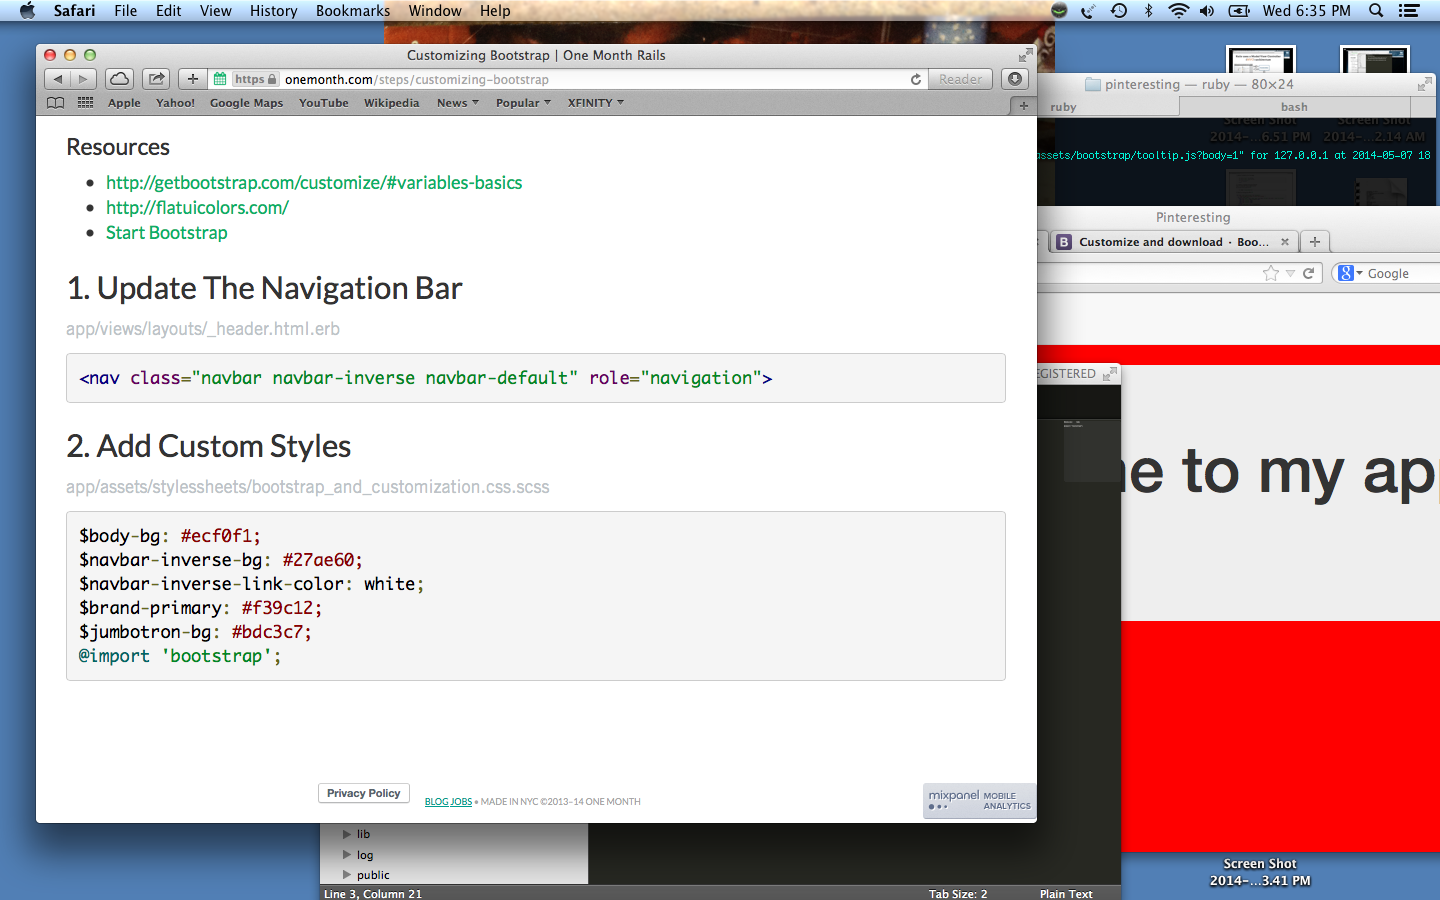 Safari File Edit View History Bookmarks Window Help Wed 6:35 PM
Customizing Bootstrap | One Month Rails
https onemonth.com/steps/customizing-bootstrap Reader
Apple Yahoo! Google Maps YouTube Wikipedia News Popular XFINITY
Resources
http://getbootstrap.com/customize/#variables-basics
http://flatuicolors.com/
Start Bootstrap
1. Update The Navigation Bar
app/views/layouts/_header.html.erb
<nav class="navbar navbar-inverse navbar-default" role="navigation">
2. Add Custom Styles
app/assets/stylessheets/bootstrap_and_customization.css.scss
$body-bg: #ecf0f1;
$navbar-inverse-bg: #27ae60;
$navbar-inverse-link-color: white;
$brand-primary: #f39c12;
$jumbotron-bg: #bdc3c7;
@import 'bootstrap';
Privacy Policy
BLOG JOBS • MADE IN NYC ©2013-14 ONE MONTH
mixpanel MOBILE
ANALYTICS
pinteresting — ruby — 80×24
ruby bash
Screen Shot Screen Shot
2014-...6.51 PM 2014-...2.14 AM
assets/bootstrap/tooltip.js?body=1" for 127.0.0.1 at 2014-05-07 18
Pinteresting
Customize and download · Boo...
Google
EGISTERED
ne to my app
lib
log
public
Line 3, Column 21 Tab Size: 2 Plain Text
Screen Shot
2014-...3.41 PM